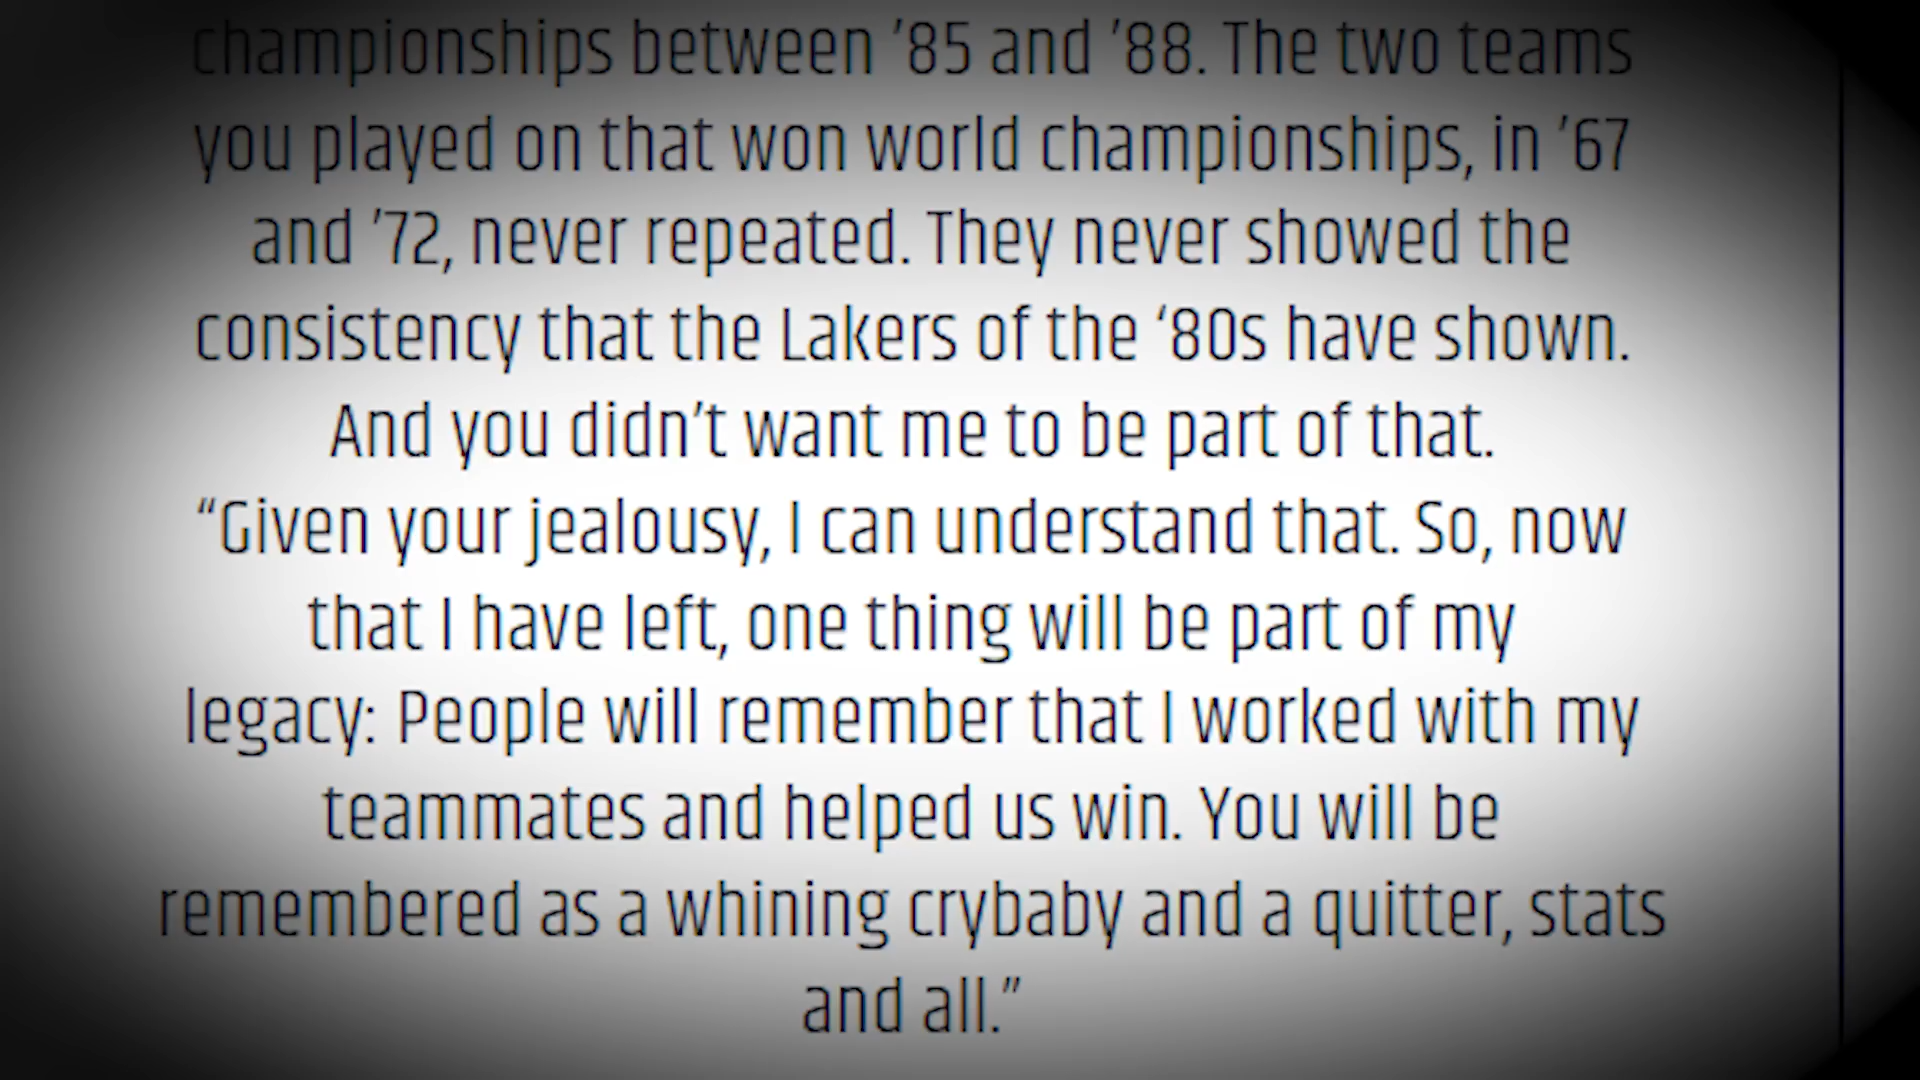 championships between ’85 and ’88. The two teams
you played on that won world championships, in ’67
and ’72, never repeated. They never showed the
consistency that the Lakers of the ‘80s have shown.
And you didn’t want me to be part of that.
“Given your jealousy, I can understand that. So, now
that I have left, one thing will be part of my
legacy: People will remember that I worked with my
teammates and helped us win. You will be
remembered as a whining crybaby and a quitter, stats
and all.”